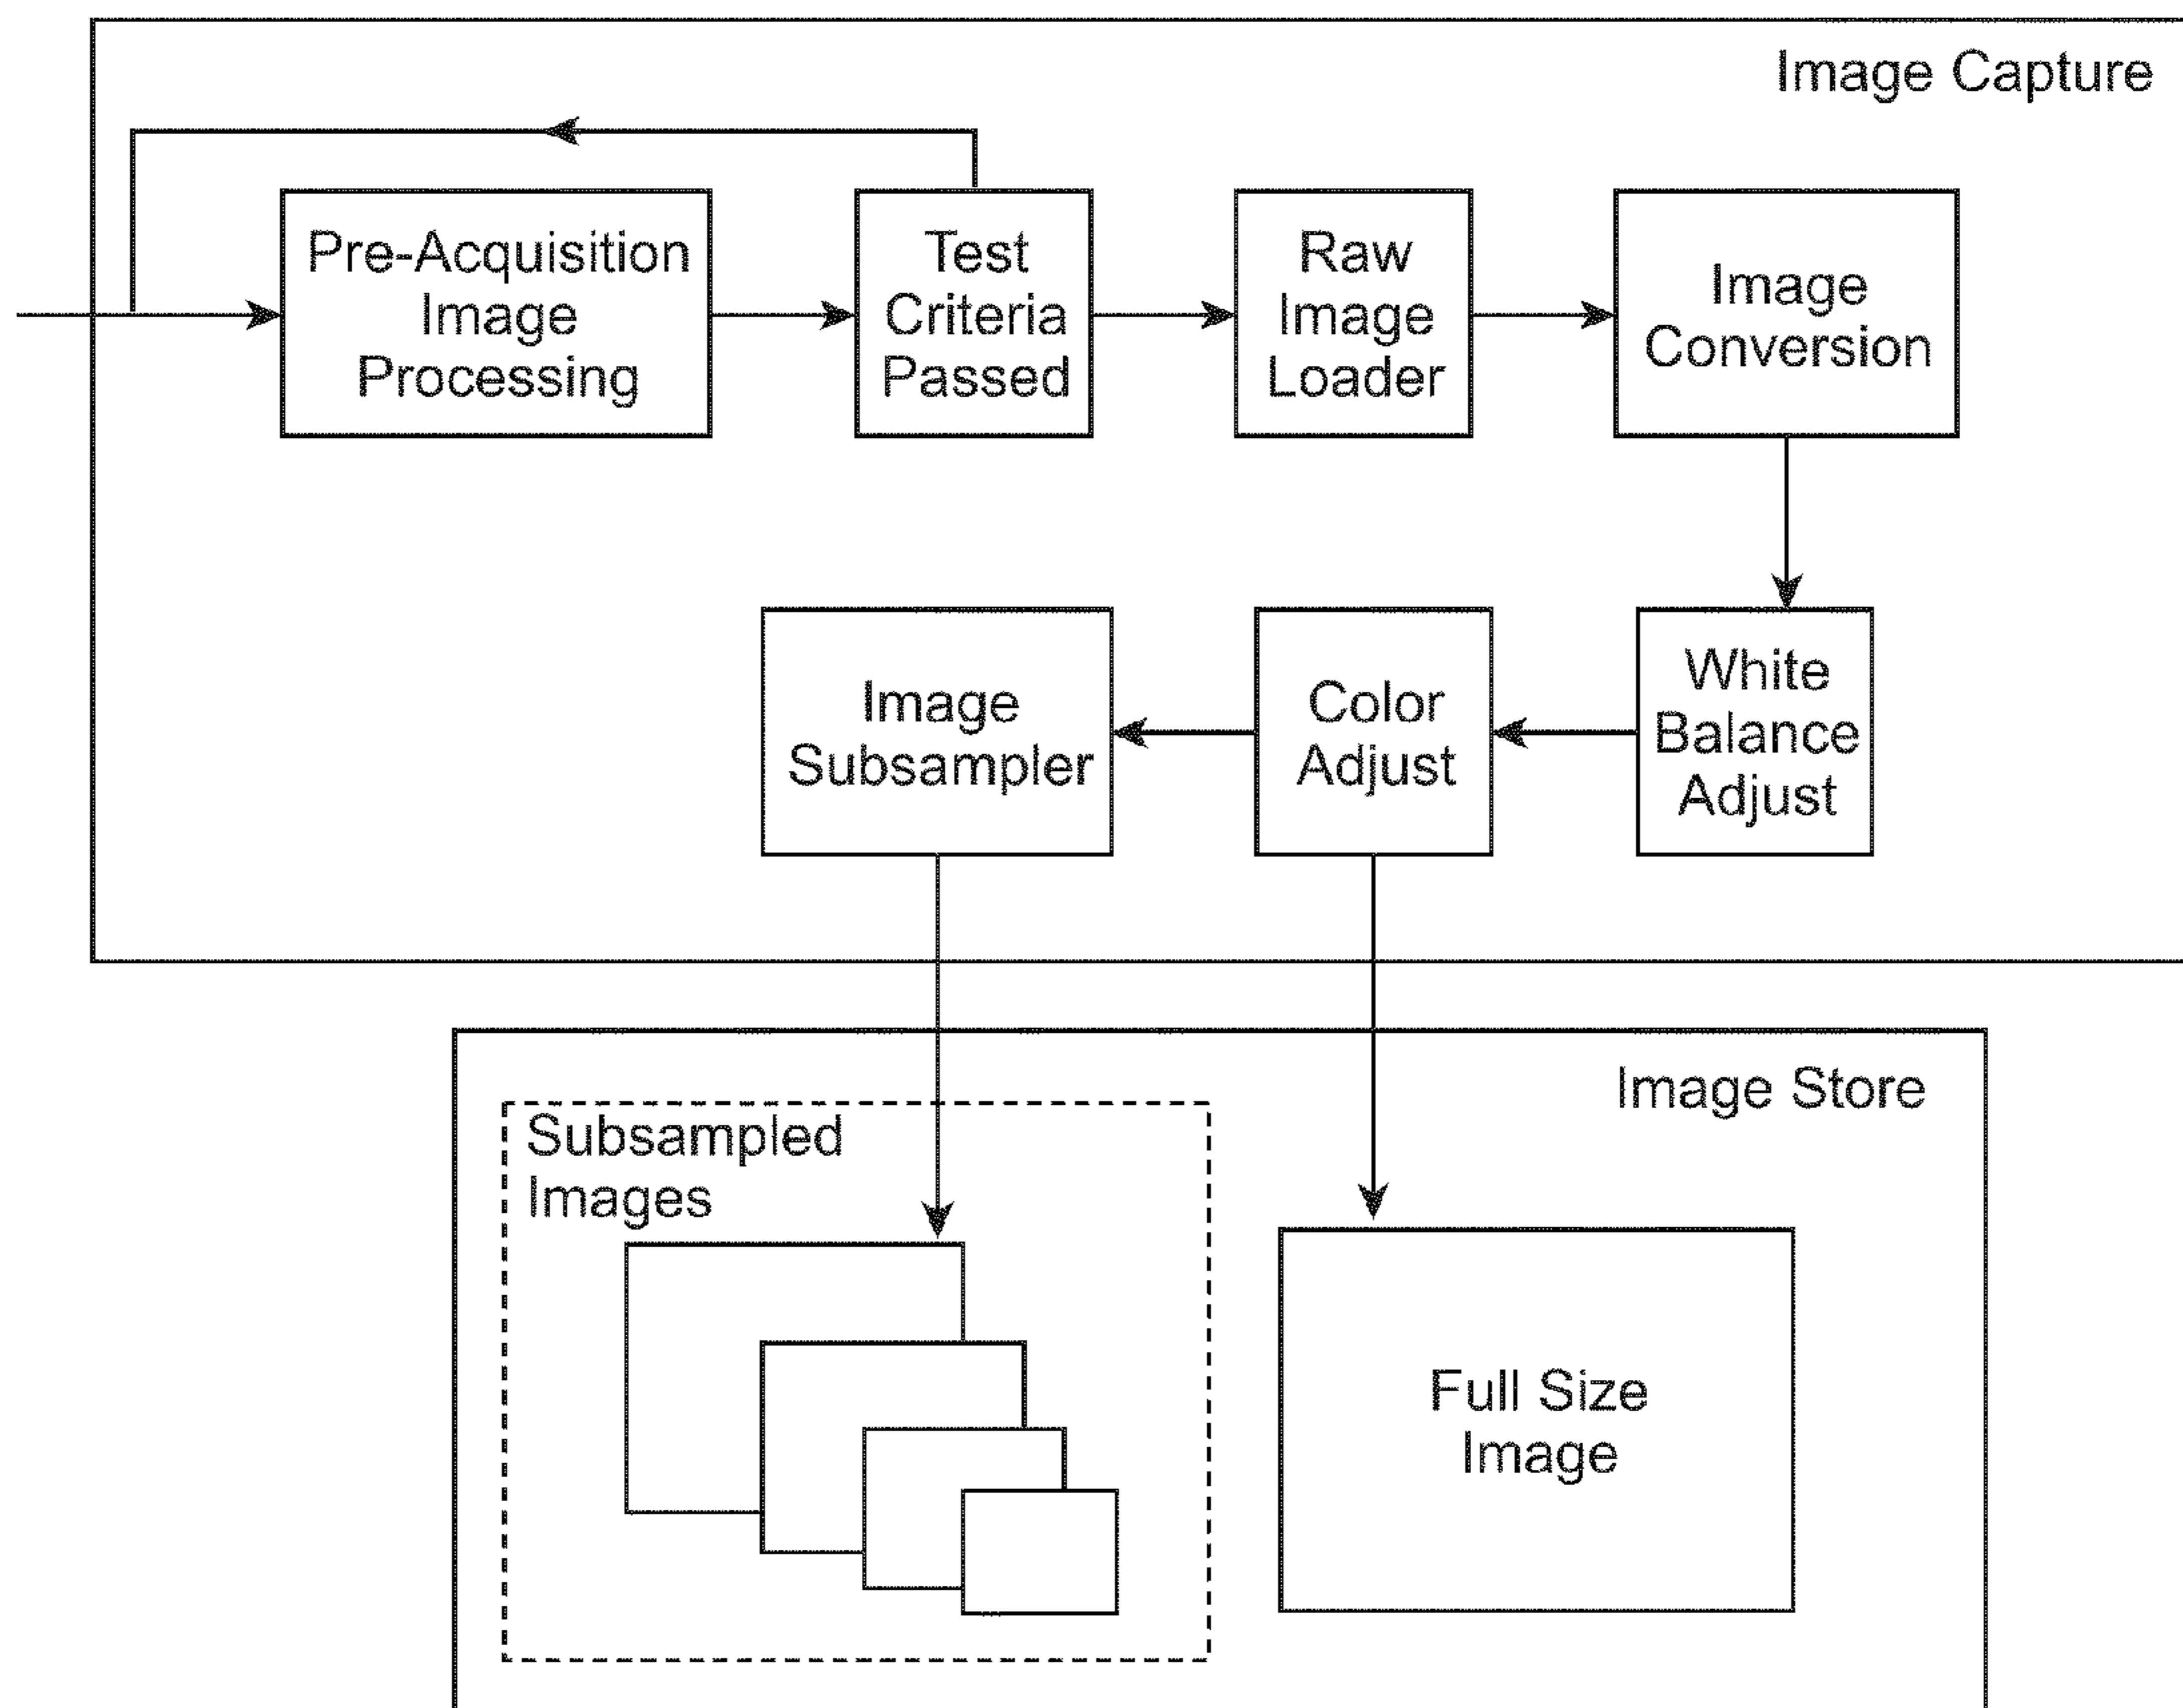 Image Capture
Pre-Acquisition
Image
Processing
Test
Criteria
Passed
Raw
Image
Loader
Image
Conversion
White
Balance
Adjust
Color
Adjust
Image
Subsampler
Image Store
Subsampled
Images
Full Size
Image